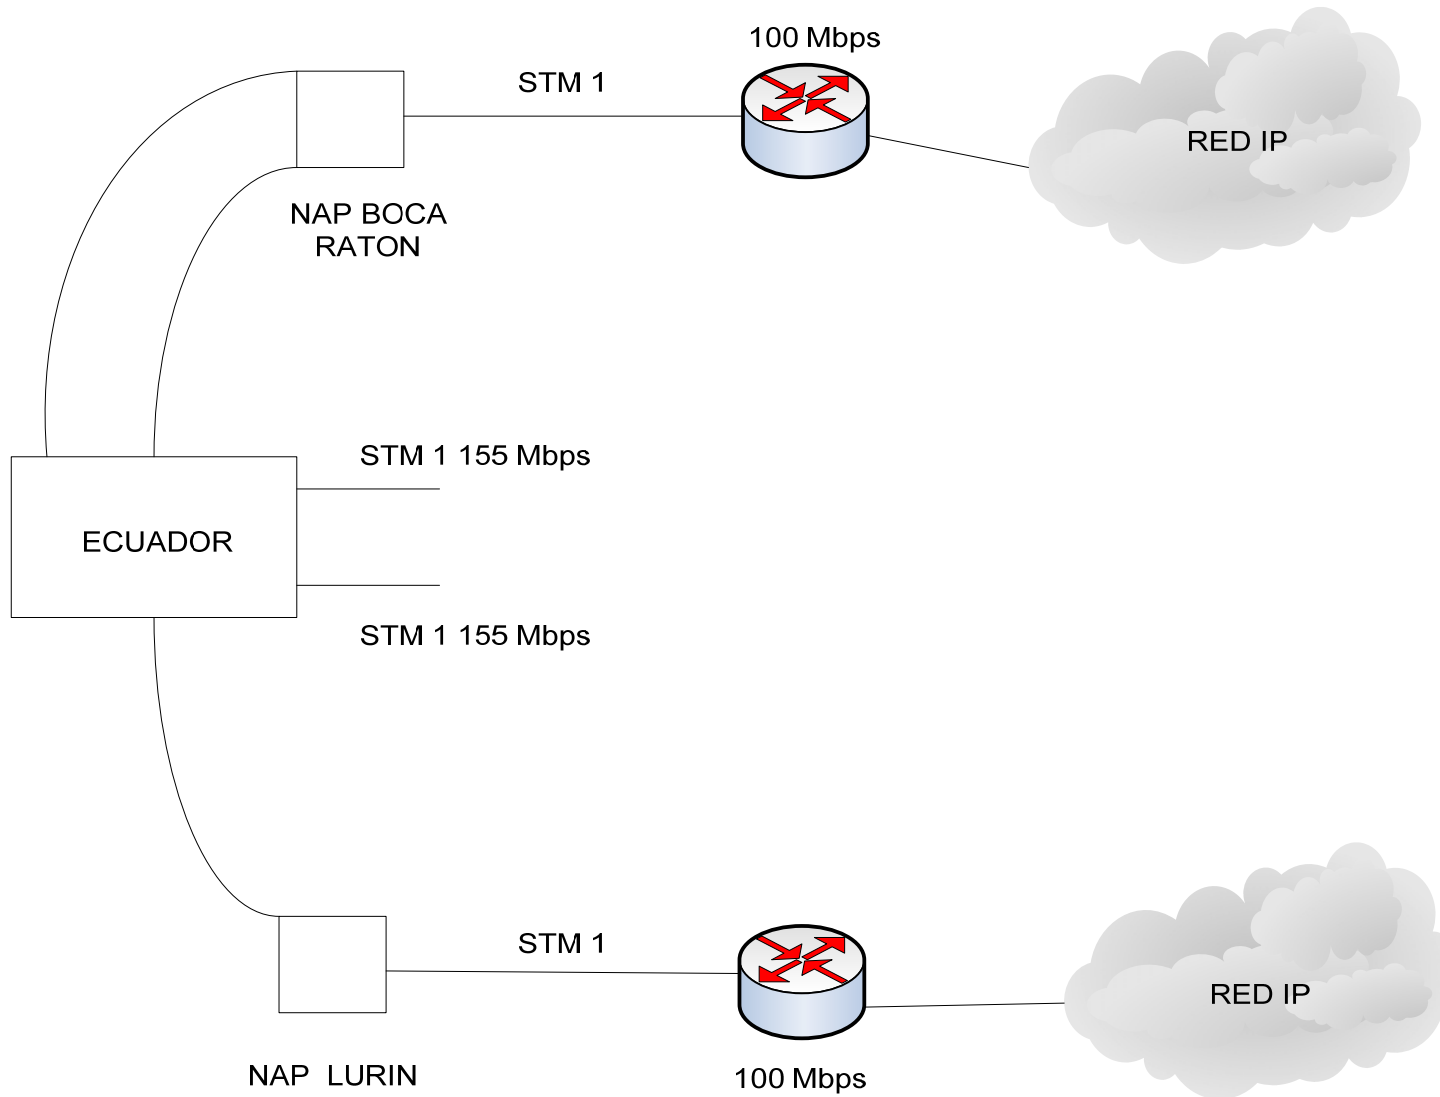 100 Mbps
STM 1
RED IP
NAP BOCA
RATON
STM 1 155 Mbps
ECUADOR
STM 1 155 Mbps
STM 1
RED IP
NAP LURIN
100 Mbps